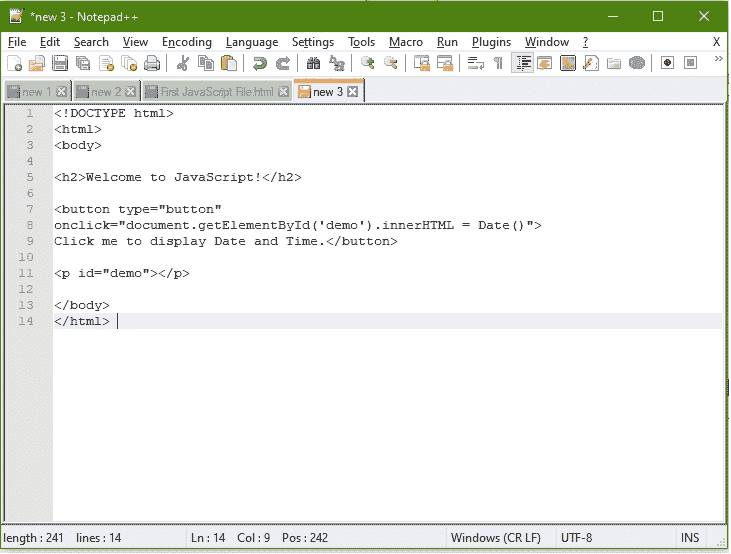 *new 3 - Notepad++
File Edit Search View Encoding Language Settings Tools Macro Run Plugins Window ? X
new 1 new 2 First JavaScript File.html new 3
1 <!DOCTYPE html>
2 <html>
3 <body>
4
5 <h2>Welcome to JavaScript!</h2>
6
7 <button type="button"
8 onclick="document.getElementById('demo').innerHTML = Date()">
9 Click me to display Date and Time.</button>
10
11 <p id="demo"></p>
12
13 </body>
14 </html>
length : 241 lines : 14 Ln : 14 Col : 9 Pos : 242 Windows (CR LF) UTF-8 INS